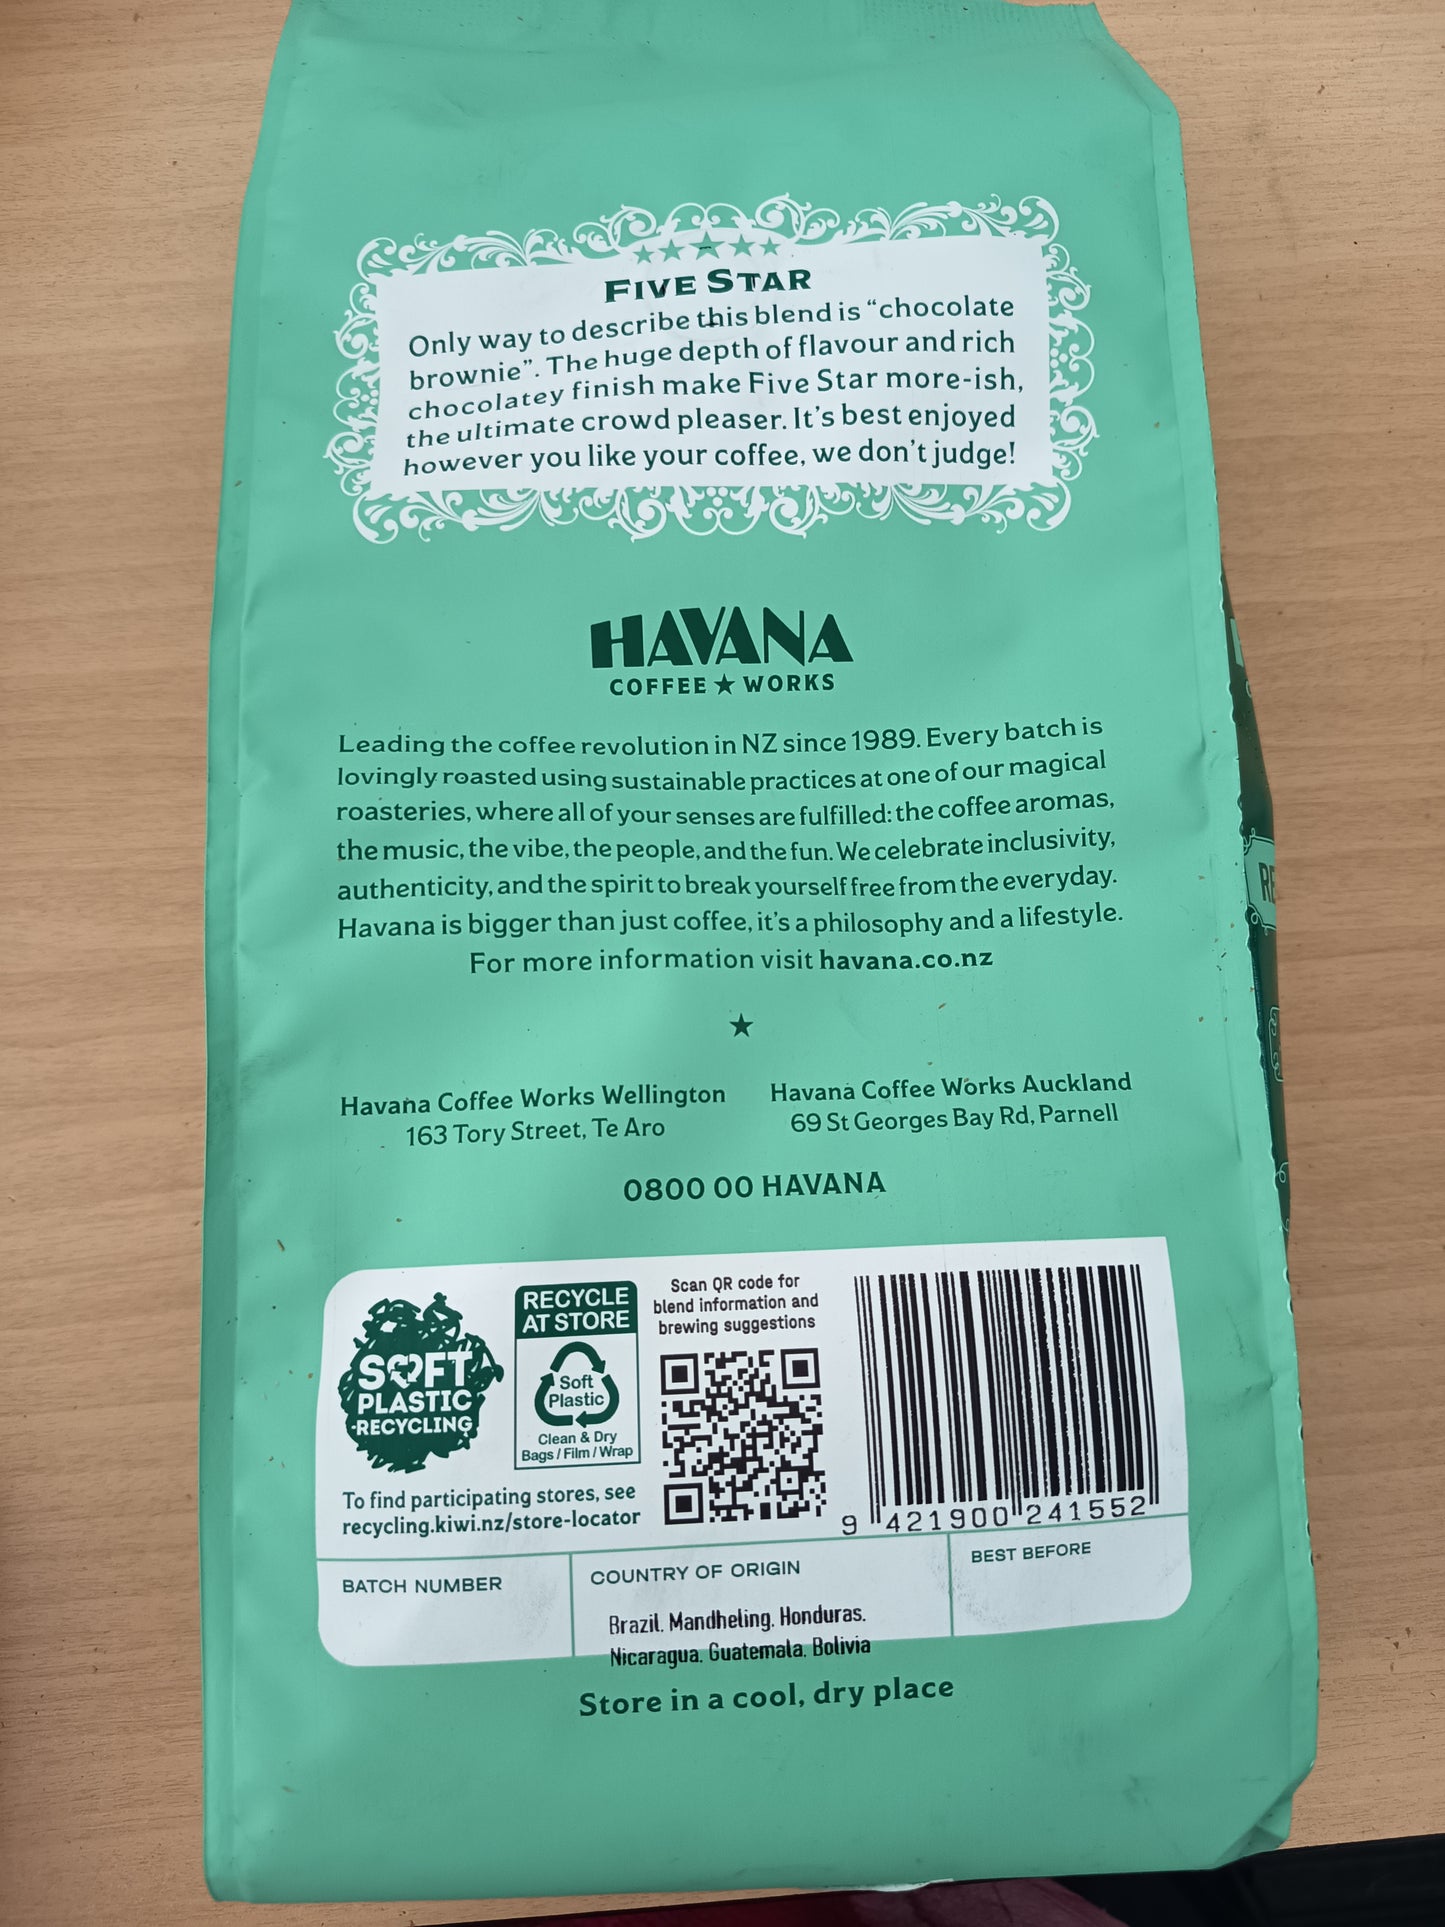 FIVE STAR
Only way to describe this blend is “chocolate
brownie”. The huge depth of flavour and rich
chocolatey finish make Five Star more-ish,
the ultimate crowd pleaser. It’s best enjoyed
however you like your coffee, we don’t judge!
HAVANA
COFFEE ★ WORKS
Leading the coffee revolution in NZ since 1989. Every batch is
lovingly roasted using sustainable practices at one of our magical
roasteries, where all of your senses are fulfilled: the coffee aromas,
the music, the vibe, the people, and the fun. We celebrate inclusivity,
authenticity, and the spirit to break yourself free from the everyday.
Havana is bigger than just coffee, it’s a philosophy and a lifestyle.
For more information visit havana.co.nz
Havana Coffee Works Wellington
163 Tory Street, Te Aro
Havana Coffee Works Auckland
69 St Georges Bay Rd, Parnell
0800 00 HAVANA
SOFT
PLASTIC
RECYCLING
RECYCLE
AT STORE
Soft
Plastic
Clean & Dry
Bags / Film / Wrap
To find participating stores, see
recycling.kiwi.nz/store-locator
Scan QR code for
blend information and
brewing suggestions
9 421900 241552
BATCH NUMBER
COUNTRY OF ORIGIN
Brazil. Mandheling. Honduras.
Nicaragua. Guatemala. Bolivia
BEST BEFORE
Store in a cool, dry place